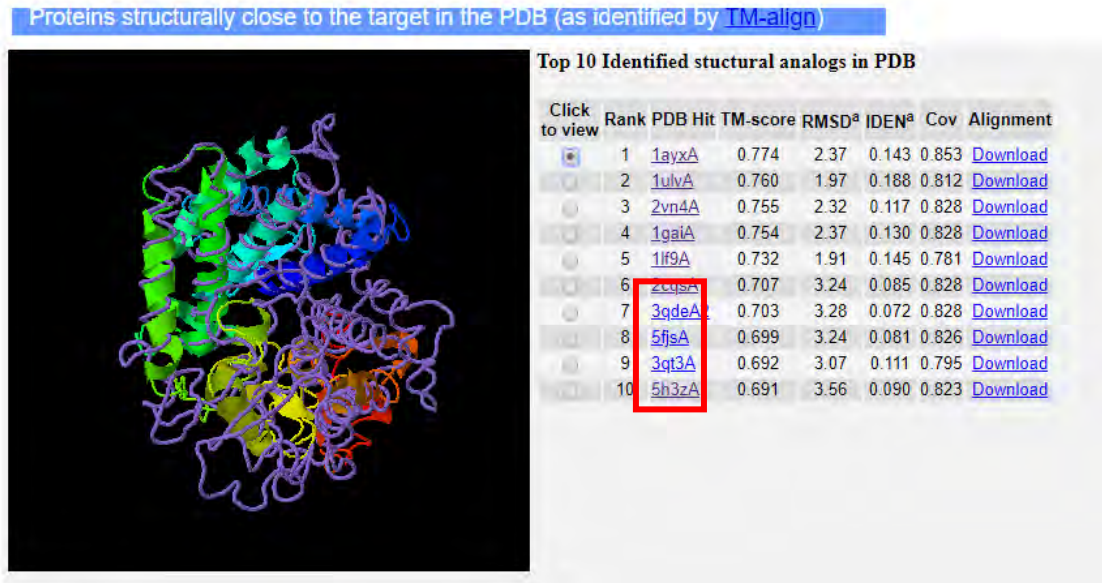 Proteins structurally close to the target in the PDB (as identified by TM-align)
Top 10 Identified stuctural analogs in PDB
Click to view Rank PDB Hit TM-score RMSDa IDENa Cov Alignment
1 1ayxA 0.774 2.37 0.143 0.853 Download
2 1ulvA 0.760 1.97 0.188 0.812 Download
3 2vn4A 0.755 2.32 0.117 0.828 Download
4 1gaiA 0.754 2.37 0.130 0.828 Download
5 1lf9A 0.732 1.91 0.145 0.781 Download
6 2cqsA 0.707 3.24 0.085 0.828 Download
7 3qdeA2 0.703 3.28 0.072 0.828 Download
8 5fjsA 0.699 3.24 0.081 0.826 Download
9 3qt3A 0.692 3.07 0.111 0.795 Download
10 5h3zA 0.691 3.56 0.090 0.823 Download